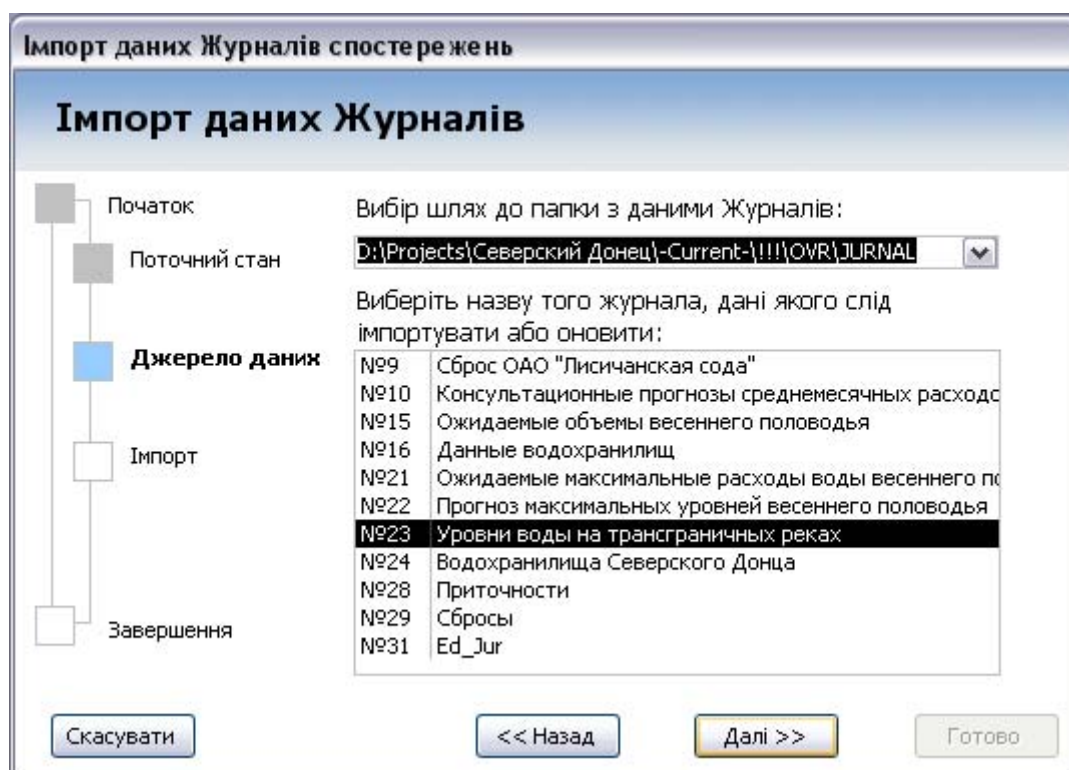 Імпорт даних Журналів спостережень
Імпорт даних Журналів
Початок
Поточний стан
Джерело даних
Імпорт
Завершення
Вибір шлях до папки з даними Журналів:
D:\Projects\Северский Донец\-Current-\!!!\OVR\JURNAL
Виберіть назву того журнала, дані якого слід
імпортувати або оновити:
№9 Сброс ОАО "Лисичанская сода"
№10 Консультационные прогнозы среднемесячных расходо
№15 Ожидаемые объемы весеннего половодья
№16 Данные водохранилищ
№21 Ожидаемые максимальные расходы воды весеннего по
№22 Прогноз максимальных уровней весеннего половодья
№23 Уровни воды на трансграничных реках
№24 Водохранилища Северского Донца
№28 Приточности
№29 Сбросы
№31 Ed_Jur
Скасувати
<< Назад
Далі >>
Готово